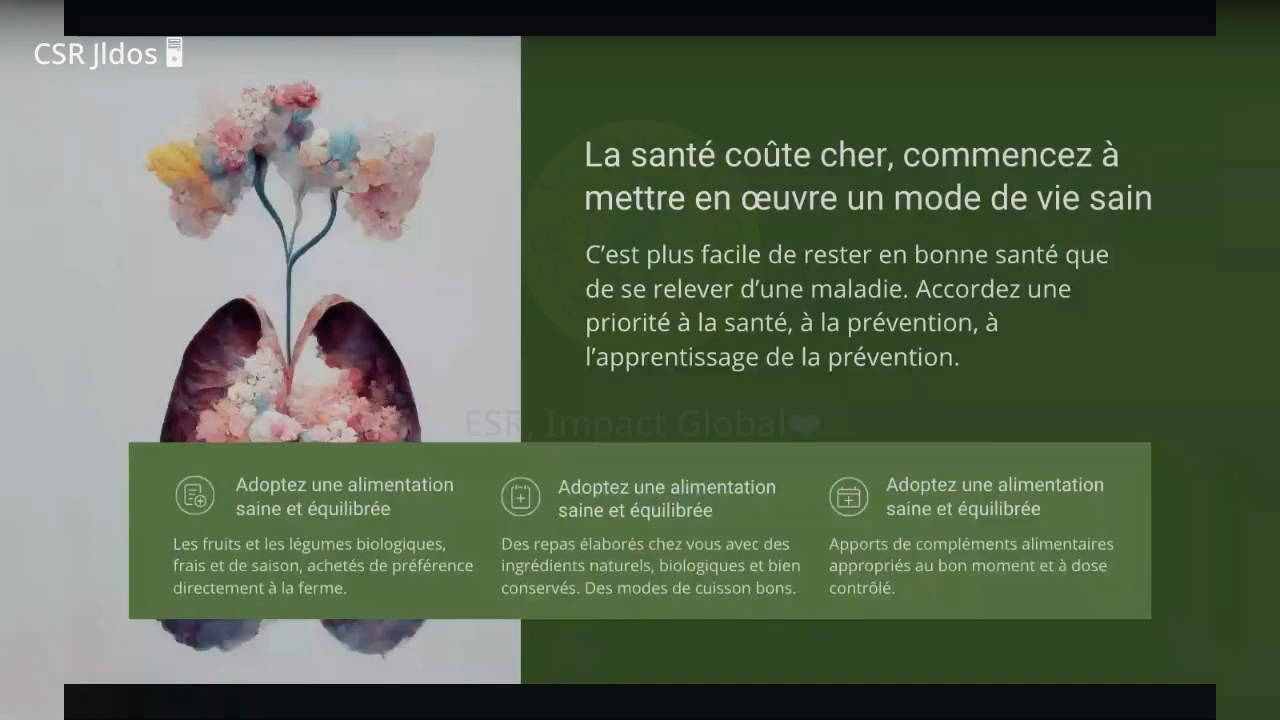 CSR Jldos
La santé coûte cher, commencez à
mettre en œuvre un mode de vie sain
C’est plus facile de rester en bonne santé que
de se relever d’une maladie. Accordez une
priorité à la santé, à la prévention, à
l’apprentissage de la prévention.
ESR, Impact Global❤
Adoptez une alimentation
saine et équilibrée
Les fruits et les légumes biologiques,
frais et de saison, achetés de préférence
directement à la ferme.
Adoptez une alimentation
saine et équilibrée
Des repas élaborés chez vous avec des
ingrédients naturels, biologiques et bien
conservés. Des modes de cuisson bons.
Adoptez une alimentation
saine et équilibrée
Apports de compléments alimentaires
appropriés au bon moment et à dose
contrôlé.